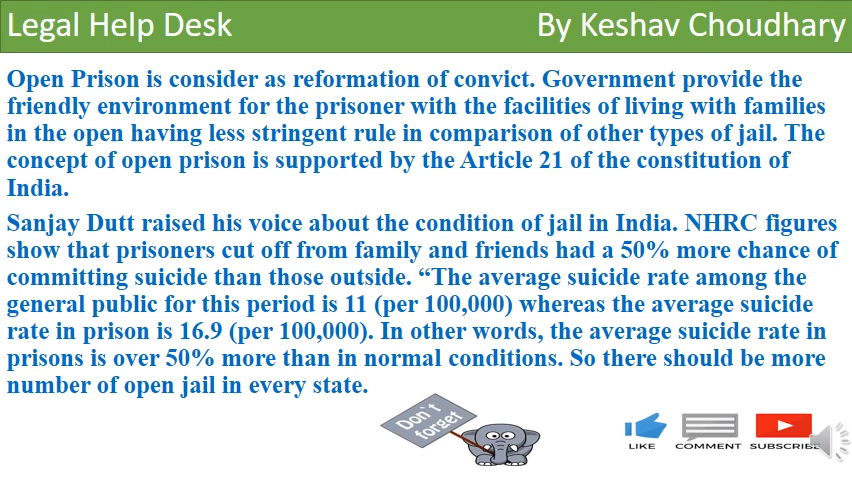 Legal Help Desk By Keshav Choudhary
Open Prison is consider as reformation of convict. Government provide the
friendly environment for the prisoner with the facilities of living with families
in the open having less stringent rule in comparison of other types of jail. The
concept of open prison is supported by the Article 21 of the constitution of
India.
Sanjay Dutt raised his voice about the condition of jail in India. NHRC figures
show that prisoners cut off from family and friends had a 50% more chance of
committing suicide than those outside. “The average suicide rate among the
general public for this period is 11 (per 100,000) whereas the average suicide
rate in prison is 16.9 (per 100,000). In other words, the average suicide rate in
prisons is over 50% more than in normal conditions. So there should be more
number of open jail in every state.
Don`t
forget
LIKE COMMENT SUBSCRIBE